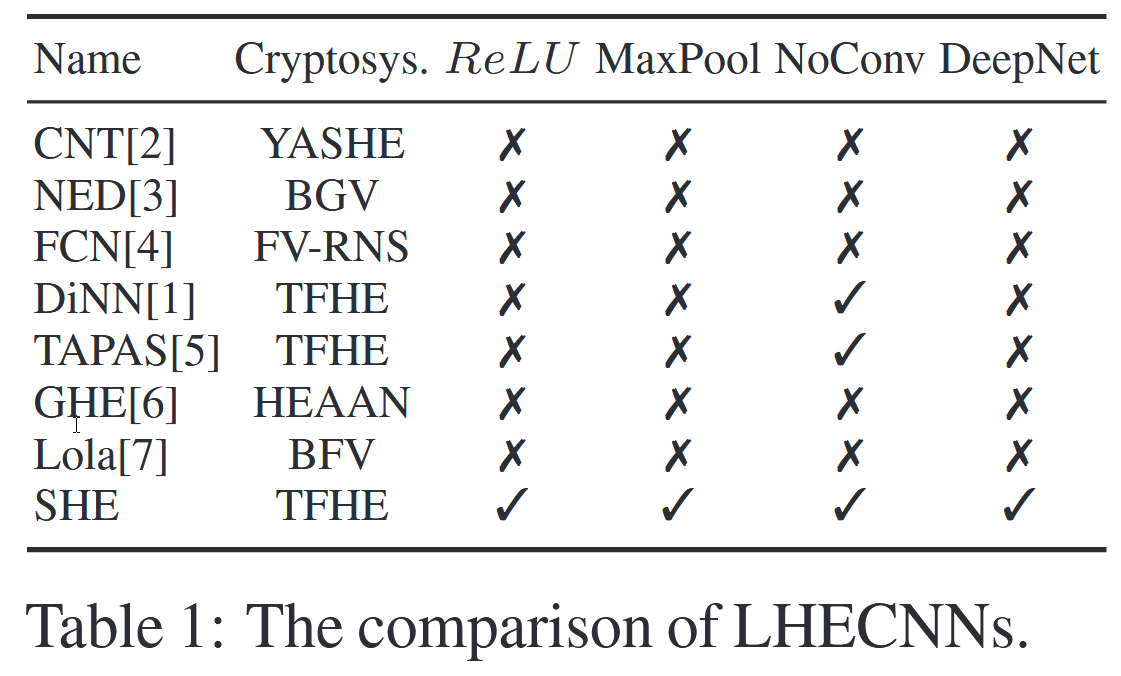 Name Cryptosys. ReLU MaxPool NoConv DeepNet
CNT[2] YASHE ✗ ✗ ✗ ✗
NED[3] BGV ✗ ✗ ✗ ✗
FCN[4] FV-RNS ✗ ✗ ✗ ✗
DiNN[1] TFHE ✗ ✗ ✓ ✗
TAPAS[5] TFHE ✗ ✗ ✓ ✗
GHE[6] HEAAN ✗ ✗ ✗ ✗
Lola[7] BFV ✗ ✗ ✗ ✗
SHE TFHE ✓ ✓ ✓ ✓
Table 1: The comparison of LHECNNs.